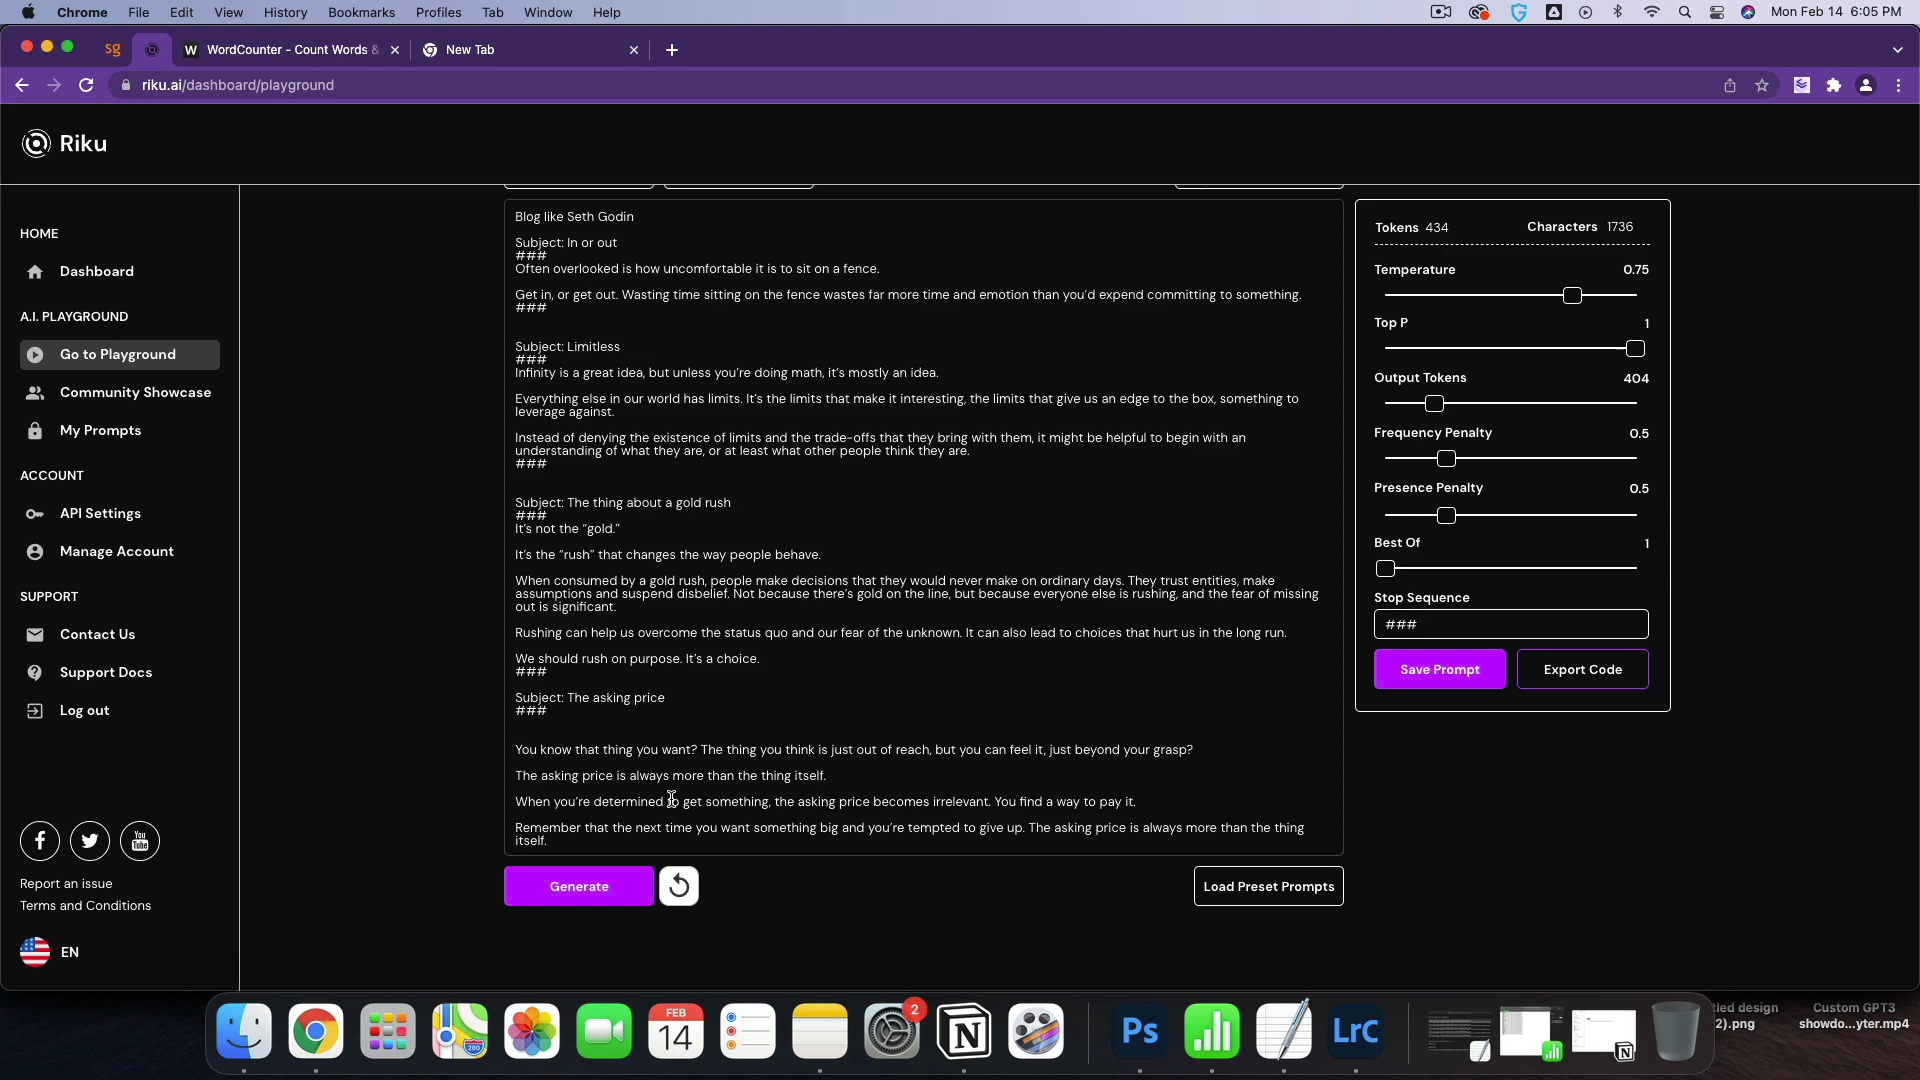 Chrome File Edit View History Bookmarks Profiles Tab Window Help
Mon Feb 14 6:05 PM
sg
W WordCounter - Count Words &
New Tab
riku.ai/dashboard/playground
Riku
HOME
Dashboard
A.I. PLAYGROUND
Go to Playground
Community Showcase
My Prompts
ACCOUNT
API Settings
Manage Account
SUPPORT
Contact Us
Support Docs
Log out
You Tube
Report an issue
Terms and Conditions
EN
Blog like Seth Godin
Subject: In or out
###
Often overlooked is how uncomfortable it is to sit on a fence.
Get in, or get out. Wasting time sitting on the fence wastes far more time and emotion than you’d expend committing to something.
###
Subject: Limitless
###
Infinity is a great idea, but unless you’re doing math, it’s mostly an idea.
Everything else in our world has limits. It’s the limits that make it interesting, the limits that give us an edge to the box, something to
leverage against.
Instead of denying the existence of limits and the trade-offs that they bring with them, it might be helpful to begin with an
understanding of what they are, or at least what other people think they are.
###
Subject: The thing about a gold rush
###
It’s not the “gold.”
It’s the “rush” that changes the way people behave.
When consumed by a gold rush, people make decisions that they would never make on ordinary days. They trust entities, make
assumptions and suspend disbelief. Not because there’s gold on the line, but because everyone else is rushing, and the fear of missing
out is significant.
Rushing can help us overcome the status quo and our fear of the unknown. It can also lead to choices that hurt us in the long run.
We should rush on purpose. It’s a choice.
###
Subject: The asking price
###
You know that thing you want? The thing you think is just out of reach, but you can feel it, just beyond your grasp?
The asking price is always more than the thing itself.
When you’re determined to get something, the asking price becomes irrelevant. You find a way to pay it.
Remember that the next time you want something big and you’re tempted to give up. The asking price is always more than the thing
itself.
Generate
Load Preset Prompts
Tokens 434
Characters 1736
Temperature 0.75
Top P 1
Output Tokens 404
Frequency Penalty 0.5
Presence Penalty 0.5
Best Of 1
Stop Sequence
###
Save Prompt
Export Code
FEB
14
280
2
Ps
LrC
tled design
2).png
Custom GPT3
showdo...yter.mp4